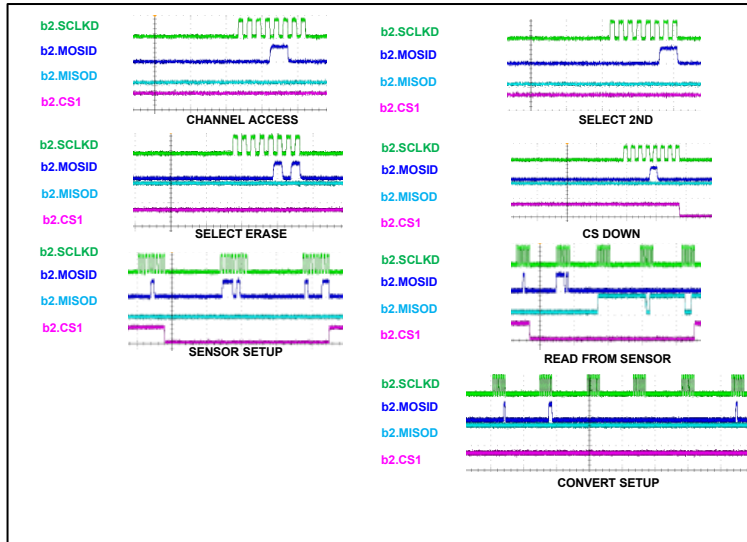 b2.SCLKD
b2.MOSID
b2.MISOD
b2.CS1
CHANNEL ACCESS
b2.SCLKD
b2.MOSID
b2.MISOD
b2.CS1
SELECT 2ND
b2.SCLKD
b2.MOSID
b2.MISOD
b2.CS1
SELECT ERASE
b2.SCLKD
b2.MOSID
b2.MISOD
b2.CS1
CS DOWN
b2.SCLKD
b2.MOSID
b2.MISOD
b2.CS1
SENSOR SETUP
b2.SCLKD
b2.MOSID
b2.MISOD
b2.CS1
READ FROM SENSOR
b2.SCLKD
b2.MOSID
b2.MISOD
b2.CS1
CONVERT SETUP